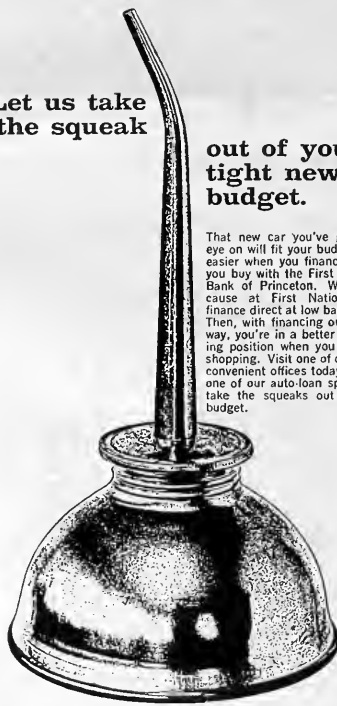 Let us take
the squeak
out of you
tight new
budget.
That new car you've
eye on will fit your bud
easier when you financ
you buy with the First
Bank of Princeton. W
cause at First Natio
finance direct at low ba
Then, with financing ou
way, you're in a better
ing position when you
shopping. Visit one of o
convenient offices today
one of our auto-loan sp
take the squeaks out
budget.